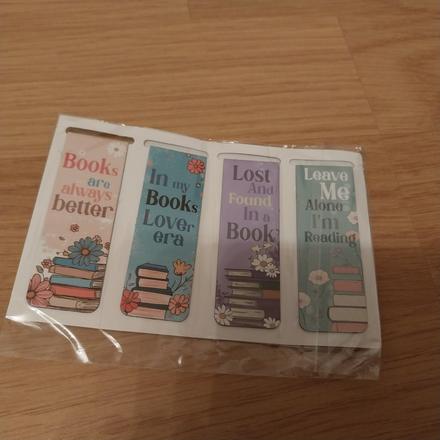 Books
are
always
better
In my
Books
Lover
era
Lost
And
Found
In a
Book
Leave
Me
Alone
I'm
Reading